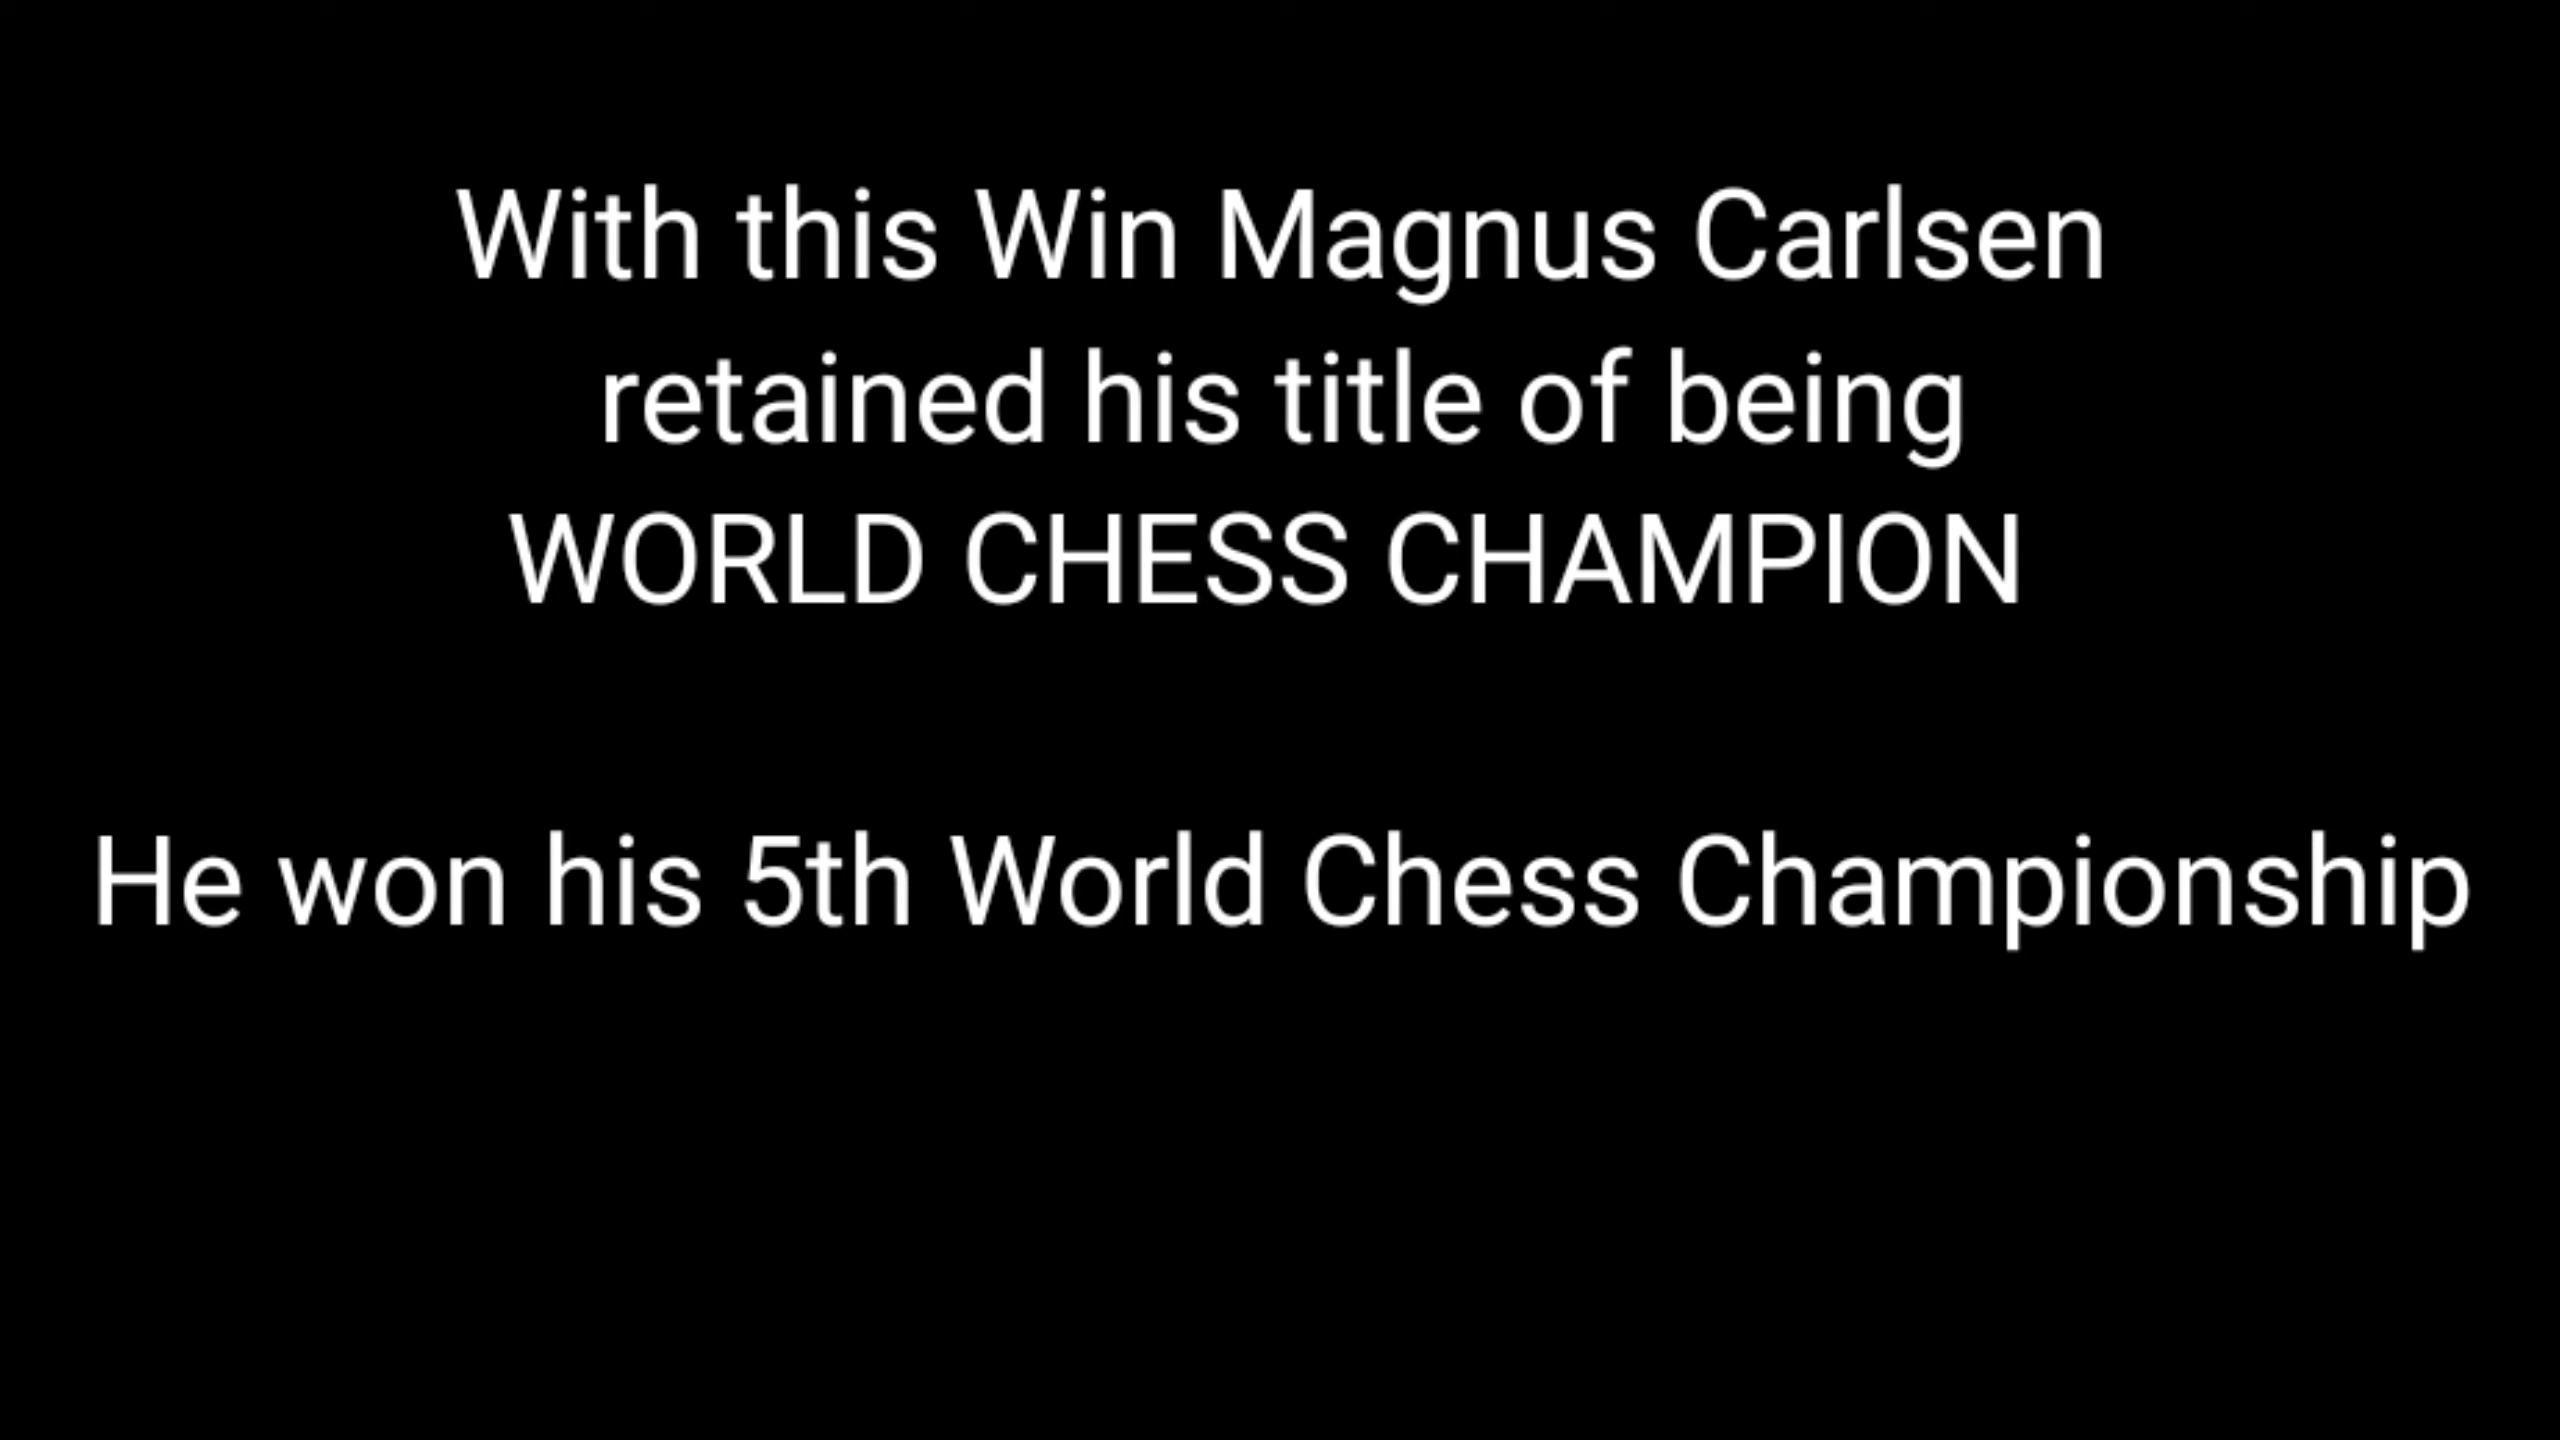 With this Win Magnus Carlsen
retained his title of being
WORLD CHESS CHAMPION
He won his 5th World Chess Championship